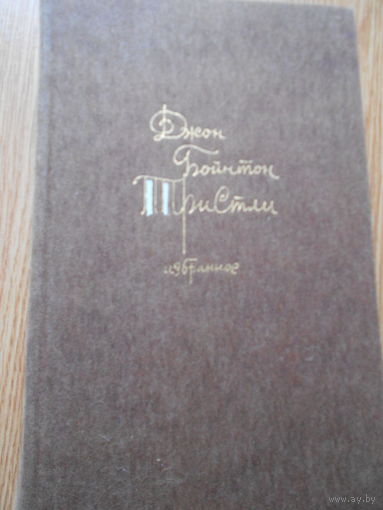 Джон
Бойнтон
Пристли
избранное
www.ay.by